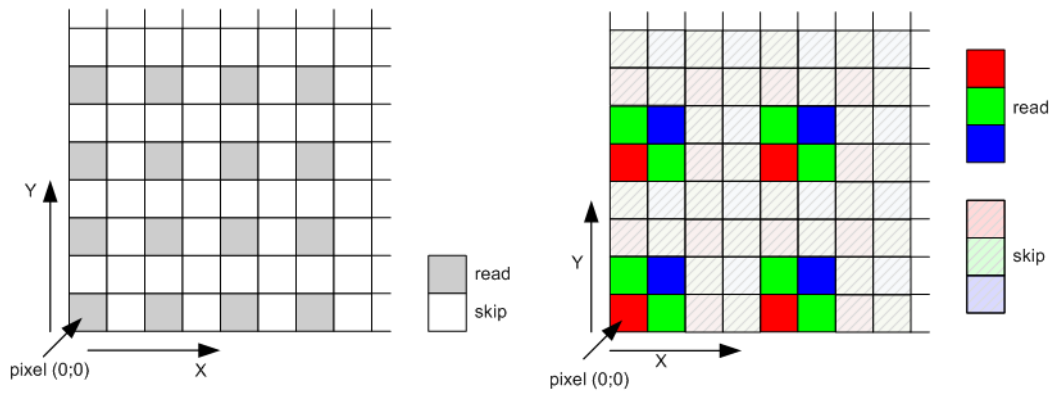 Y
read
skip
pixel (0;0)
X
read
skip
Y
X
pixel (0;0)